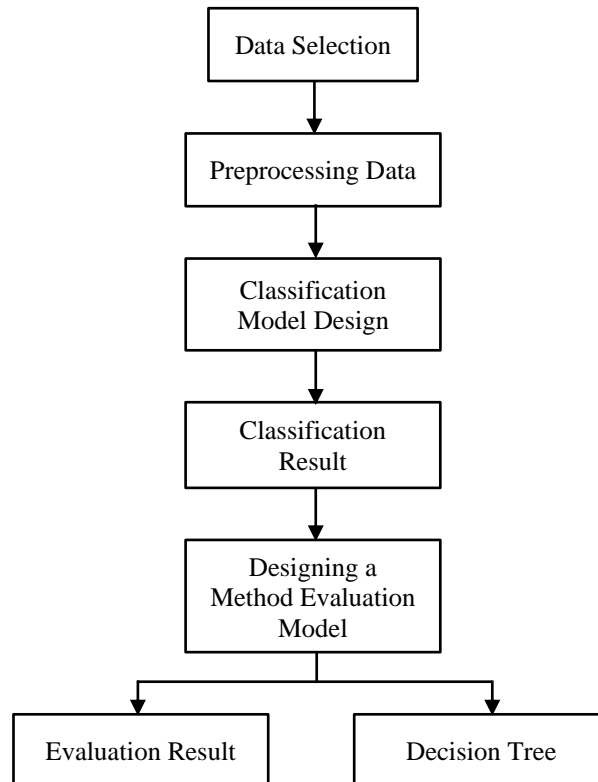 Data Selection
Preprocessing Data
Classification
Model Design
Classification
Result
Designing a
Method Evaluation
Model
Evaluation Result
Decision Tree